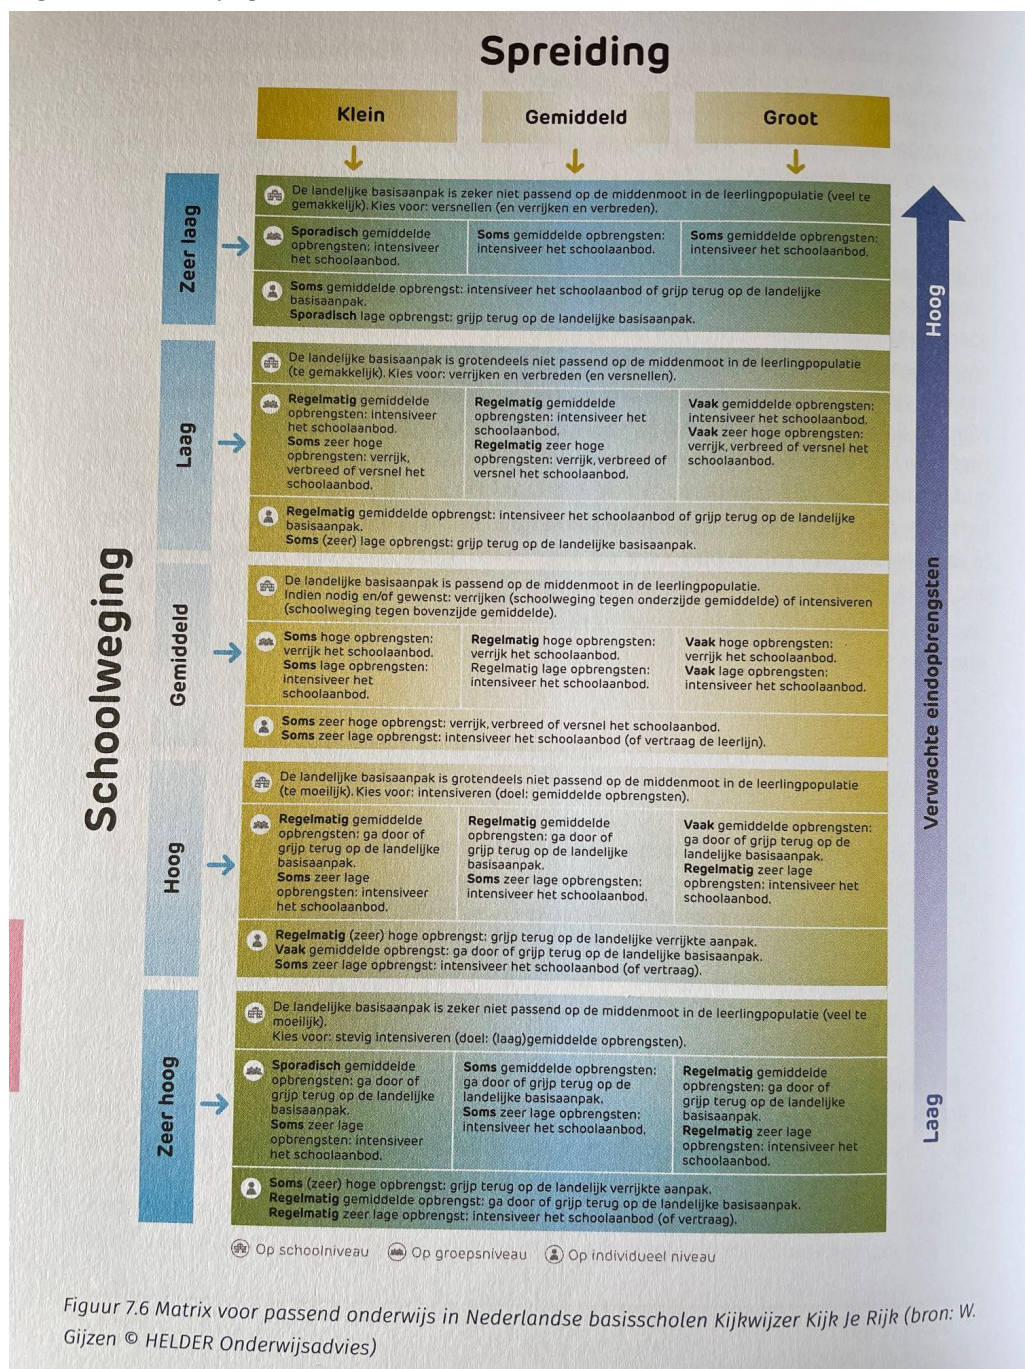 Spreiding
Klein
Gemiddeld
Groot
Schoolweging
Zeer laag
De landelijke basisaanpak is zeker niet passend op de middenmoot in de leerlingpopulatie (veel te
gemakkelijk). Kies voor: versnellen (en verrijken en verbreden).
Sporadisch gemiddelde
opbrengsten: intensiveer
het schoolaanbod.
Soms gemiddelde opbrengsten:
intensiveer het schoolaanbod.
Soms gemiddelde opbrengsten:
intensiveer het schoolaanbod.
Soms gemiddelde opbrengst: intensiveer het schoolaanbod of grijp terug op de landelijke
basisaanpak.
Sporadisch lage opbrengst: grijp terug op de landelijke basisaanpak.
Laag
De landelijke basisaanpak is grotendeels niet passend op de middenmoot in de leerlingpopulatie
(te gemakkelijk). Kies voor: verrijken en verbreden (en versnellen).
Regelmatig gemiddelde
opbrengsten: intensiveer
het schoolaanbod.
Soms zeer hoge
opbrengsten: verrijk,
verbreed of versnel het
schoolaanbod.
Regelmatig gemiddelde
opbrengsten: intensiveer het
schoolaanbod.
Regelmatig zeer hoge
opbrengsten: verrijk, verbreed of
versnel het schoolaanbod.
Vaak gemiddelde opbrengsten:
intensiveer het schoolaanbod.
Vaak zeer hoge opbrengsten:
verrijk, verbreed of versnel het
schoolaanbod.
Regelmatig gemiddelde opbrengst: intensiveer het schoolaanbod of grijp terug op de landelijke
basisaanpak.
Soms (zeer) lage opbrengst: grijp terug op de landelijke basisaanpak.
Gemiddeld
De landelijke basisaanpak is passend op de middenmoot in de leerlingpopulatie.
Indien nodig en/of gewenst: verrijken (schoolweging tegen onderzijde gemiddelde) of intensiveren
(schoolweging tegen bovenzijde gemiddelde).
Soms hoge opbrengsten:
verrijk het schoolaanbod.
Soms lage opbrengsten:
intensiveer het
schoolaanbod.
Regelmatig hoge opbrengsten:
verrijk het schoolaanbod.
Regelmatig lage opbrengsten:
intensiveer het schoolaanbod.
Vaak hoge opbrengsten:
verrijk het schoolaanbod.
Vaak lage opbrengsten:
intensiveer het schoolaanbod.
Soms zeer hoge opbrengst: verrijk, verbreed of versnel het schoolaanbod.
Soms zeer lage opbrengst: intensiveer het schoolaanbod (of vertraag de leerlijn).
Hoog
De landelijke basisaanpak is grotendeels niet passend op de middenmoot in de leerlingpopulatie
(te moeilijk). Kies voor: intensiveren (doel: gemiddelde opbrengsten).
Regelmatig gemiddelde
opbrengsten: ga door of
grijp terug op de landelijke
basisaanpak.
Soms zeer lage
opbrengsten: intensiveer
het schoolaanbod.
Regelmatig gemiddelde
opbrengsten: ga door of
grijp terug op de landelijke
basisaanpak.
Soms zeer lage opbrengsten:
intensiveer het schoolaanbod.
Vaak gemiddelde opbrengsten:
ga door of grijp terug op de
landelijke basisaanpak.
Regelmatig zeer lage
opbrengsten: intensiveer het
schoolaanbod.
Regelmatig (zeer) hoge opbrengst: grijp terug op de landelijke verrijkte aanpak.
Vaak gemiddelde opbrengst: ga door of grijp terug op de landelijke basisaanpak.
Soms zeer lage opbrengst: intensiveer het schoolaanbod (of vertraag).
Zeer hoog
De landelijke basisaanpak is zeker niet passend op de middenmoot in de leerlingpopulatie (veel te
moeilijk).
Kies voor: stevig intensiveren (doel: (laag)gemiddelde opbrengsten).
Sporadisch gemiddelde
opbrengsten: ga door of
grijp terug op de landelijke
basisaanpak.
Soms zeer lage
opbrengsten: intensiveer
het schoolaanbod.
Soms gemiddelde opbrengsten:
ga door of grijp terug op de
landelijke basisaanpak.
Soms zeer lage opbrengsten:
intensiveer het schoolaanbod.
Regelmatig gemiddelde
opbrengsten: ga door of
grijp terug op de landelijke
basisaanpak.
Regelmatig zeer lage
opbrengsten: intensiveer het
schoolaanbod.
Soms (zeer) hoge opbrengst: grijp terug op de landelijk verrijkte aanpak.
Regelmatig gemiddelde opbrengst: ga door of grijp terug op de landelijke basisaanpak.
Regelmatig zeer lage opbrengst: intensiveer het schoolaanbod (of vertraag).
Hoog
Verwachte eindopbrengsten
Laag
Op schoolniveau
Op groepsniveau
Op individueel niveau
Figuur 7.6 Matrix voor passend onderwijs in Nederlandse basisscholen Kijkwijzer Kijk Je Rijk (bron: W.
Gijzen © HELDER Onderwijsadvies)